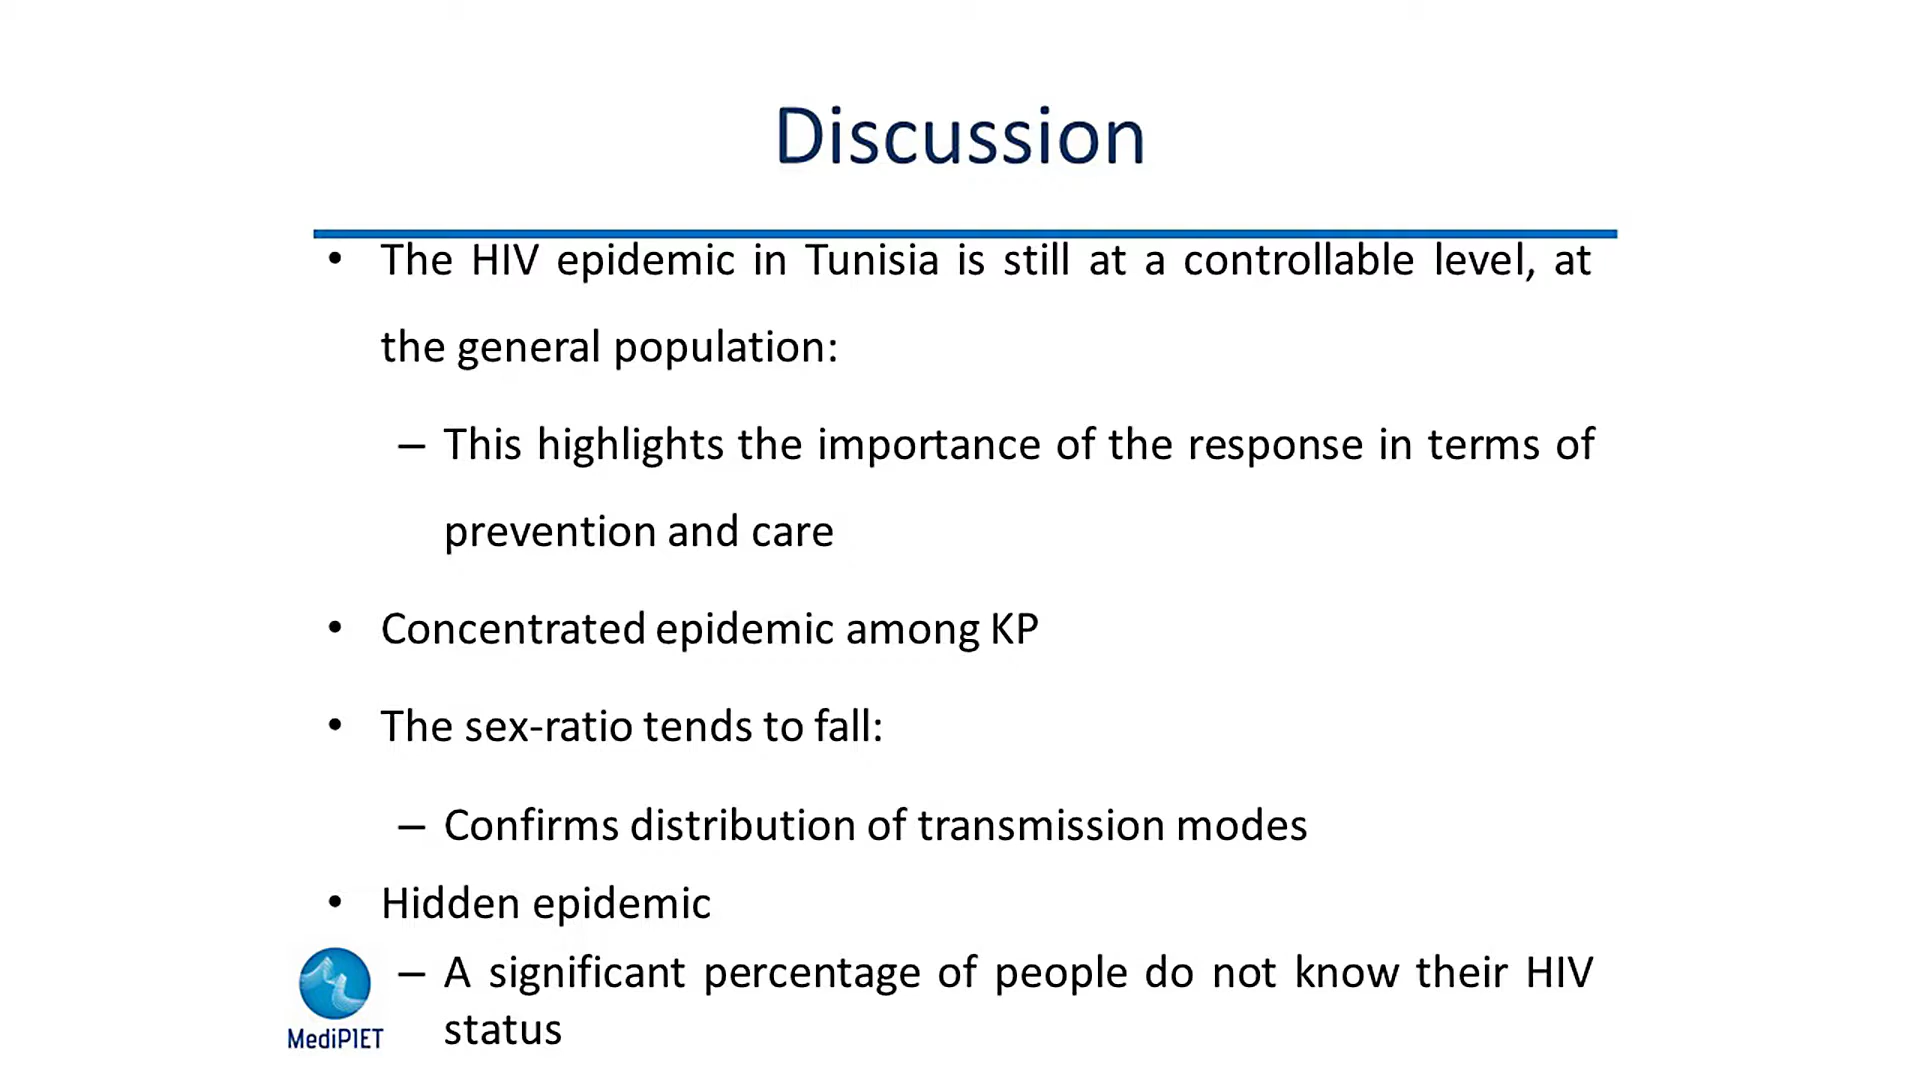 Discussion
• The HIV epidemic in Tunisia is still at a controllable level, at
the general population:
– This highlights the importance of the response in terms of
prevention and care
• Concentrated epidemic among KP
• The sex-ratio tends to fall:
– Confirms distribution of transmission modes
• Hidden epidemic
– A significant percentage of people do not know their HIV
status
MediPIET